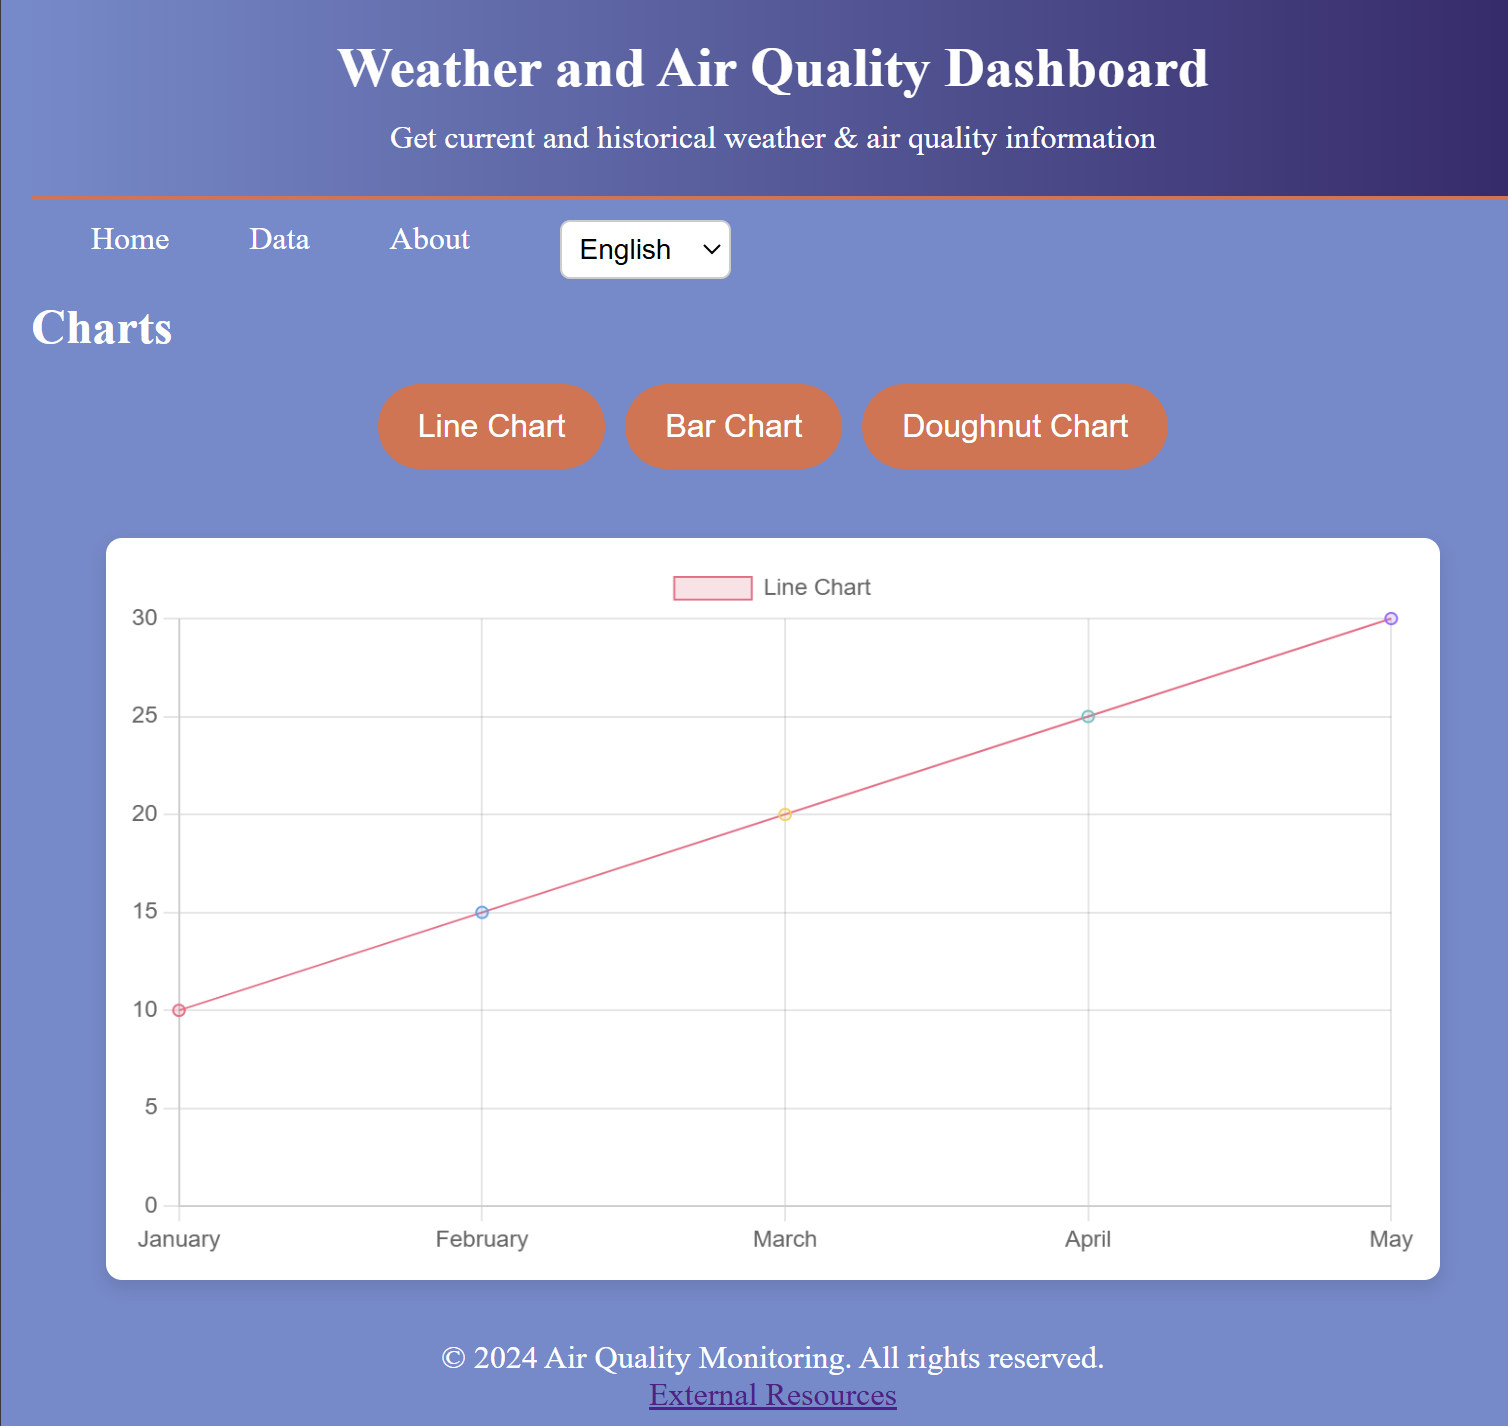 Weather and Air Quality Dashboard
Get current and historical weather & air quality information
Home Data About English
Charts
Line Chart Bar Chart Doughnut Chart
Line Chart
30
25
20
15
10
5
0
January February March April May
© 2024 Air Quality Monitoring. All rights reserved.
External Resources